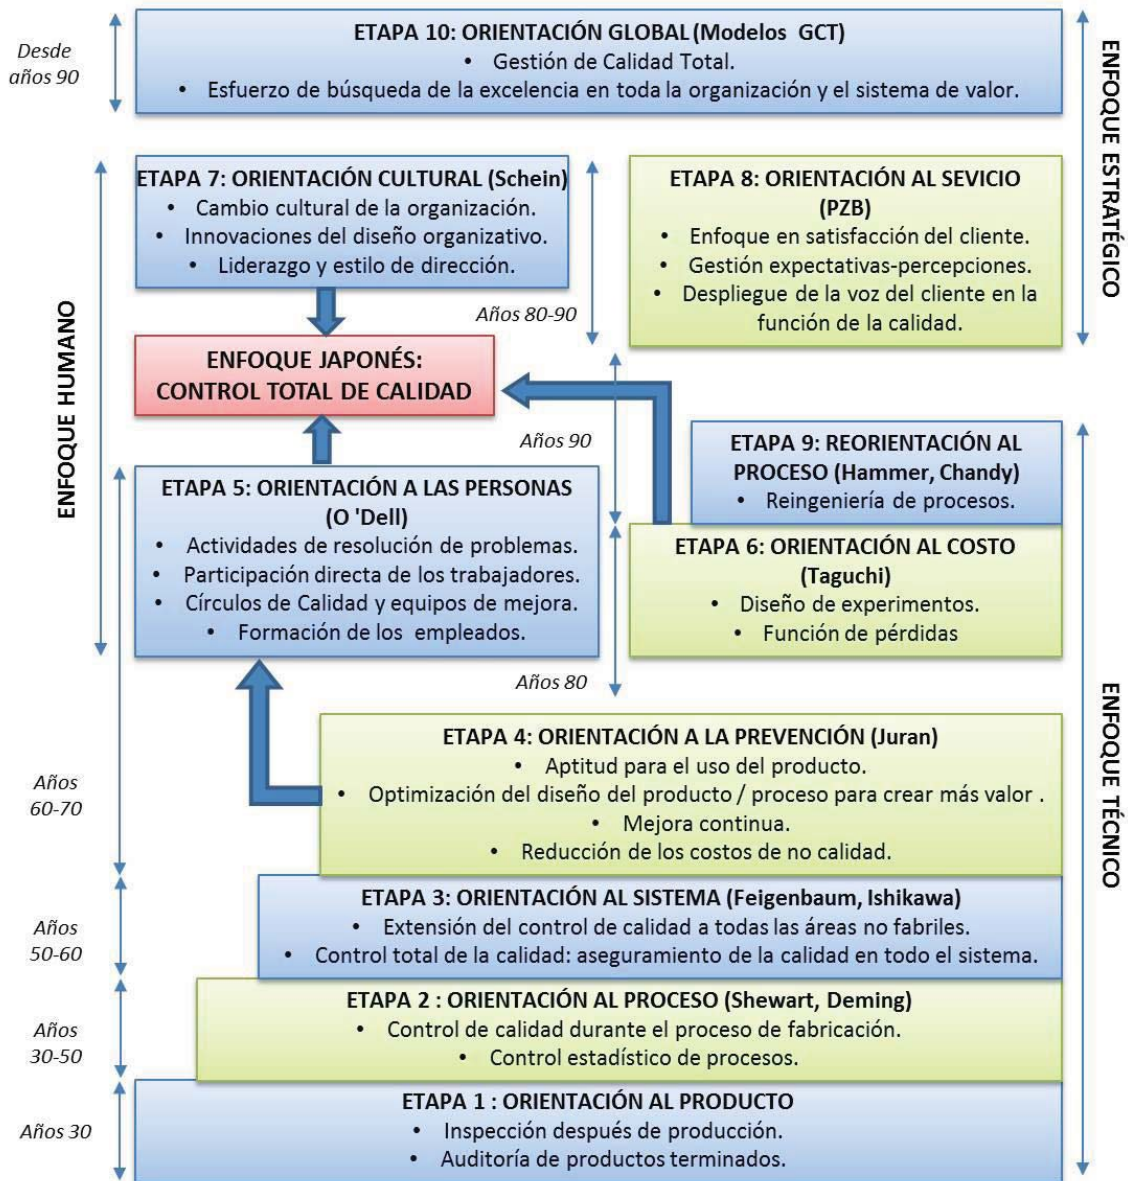 Desde
años 90
ETAPA 10: ORIENTACIÓN GLOBAL (Modelos GCT)
• Gestión de Calidad Total.
• Esfuerzo de búsqueda de la excelencia en toda la organización y el sistema de valor.
ENFOQUE ESTRATÉGICO
ENFOQUE HUMANO
ETAPA 7: ORIENTACIÓN CULTURAL (Schein)
• Cambio cultural de la organización.
• Innovaciones del diseño organizativo.
• Liderazgo y estilo de dirección.
Años 80-90
ETAPA 8: ORIENTACIÓN AL SEVICIO
(PZB)
• Enfoque en satisfacción del cliente.
• Gestión expectativas-percepciones.
• Despliegue de la voz del cliente en la
función de la calidad.
ENFOQUE JAPONÉS:
CONTROL TOTAL DE CALIDAD
Años 90
ETAPA 9: REORIENTACIÓN AL
PROCESO (Hammer, Chandy)
• Reingeniería de procesos.
ETAPA 5: ORIENTACIÓN A LAS PERSONAS
(O 'Dell)
• Actividades de resolución de problemas.
• Participación directa de los trabajadores.
• Círculos de Calidad y equipos de mejora.
• Formación de los empleados.
ETAPA 6: ORIENTACIÓN AL COSTO
(Taguchi)
• Diseño de experimentos.
• Función de pérdidas
Años 80
ENFOQUE TÉCNICO
Años
60-70
ETAPA 4: ORIENTACIÓN A LA PREVENCIÓN (Juran)
• Aptitud para el uso del producto.
• Optimización del diseño del producto / proceso para crear más valor .
• Mejora continua.
• Reducción de los costos de no calidad.
Años
50-60
ETAPA 3: ORIENTACIÓN AL SISTEMA (Feigenbaum, Ishikawa)
• Extensión del control de calidad a todas las áreas no fabriles.
• Control total de la calidad: aseguramiento de la calidad en todo el sistema.
Años
30-50
ETAPA 2 : ORIENTACIÓN AL PROCESO (Shewart, Deming)
• Control de calidad durante el proceso de fabricación.
• Control estadístico de procesos.
Años 30
ETAPA 1 : ORIENTACIÓN AL PRODUCTO
• Inspección después de producción.
• Auditoría de productos terminados.